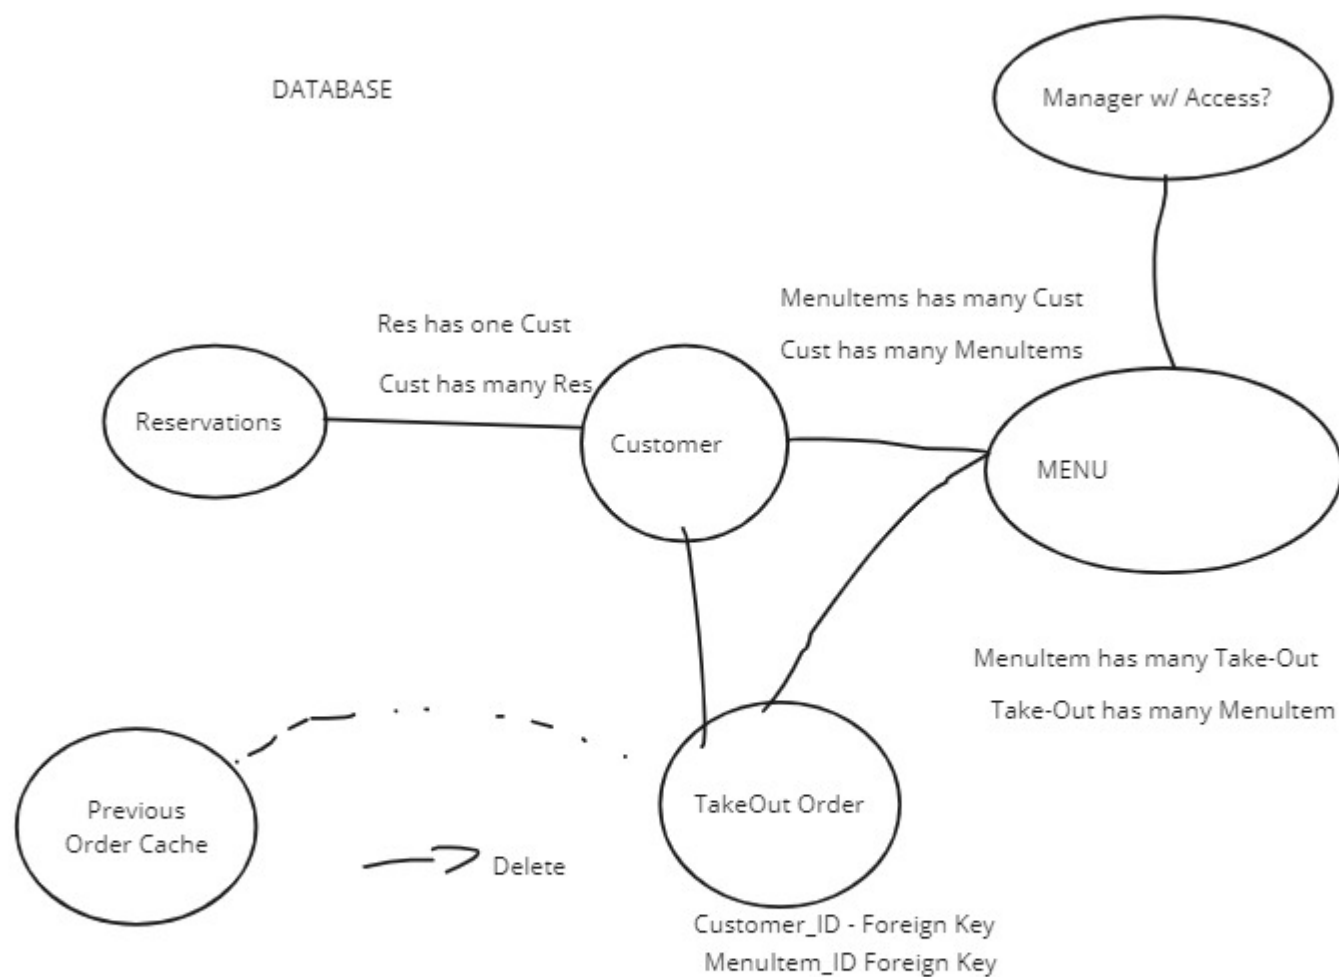 DATABASE
Manager w/ Access?
MenuItems has many Cust
Cust has many MenuItems
Res has one Cust
Cust has many Res
Reservations
Customer
MENU
MenuItem has many Take-Out
Take-Out has many MenuItem
Previous
Order Cache
TakeOut Order
Delete
Customer_ID - Foreign Key
MenuItem_ID Foreign Key